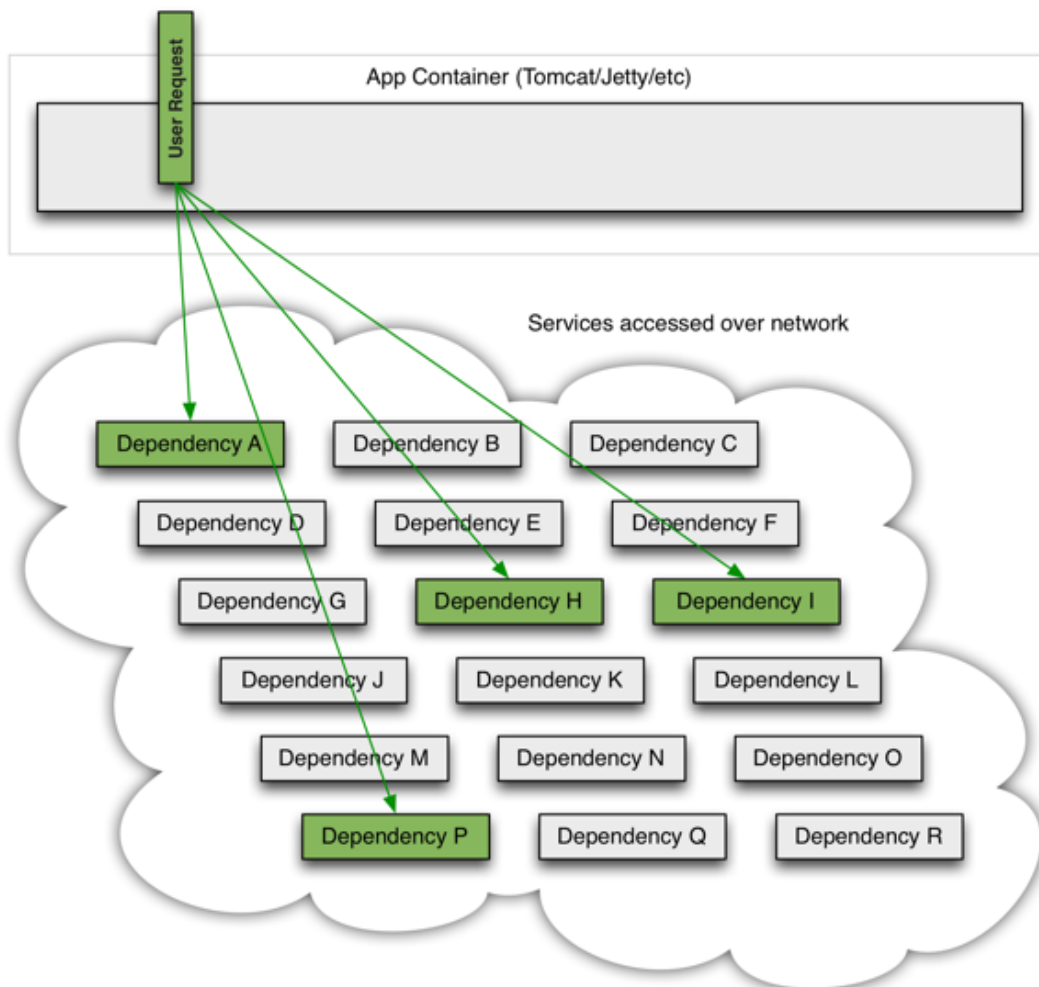 User Request
App Container (Tomcat/Jetty/etc)
Services accessed over network
Dependency A
Dependency B
Dependency C
Dependency D
Dependency E
Dependency F
Dependency G
Dependency H
Dependency I
Dependency J
Dependency K
Dependency L
Dependency M
Dependency N
Dependency O
Dependency P
Dependency Q
Dependency R